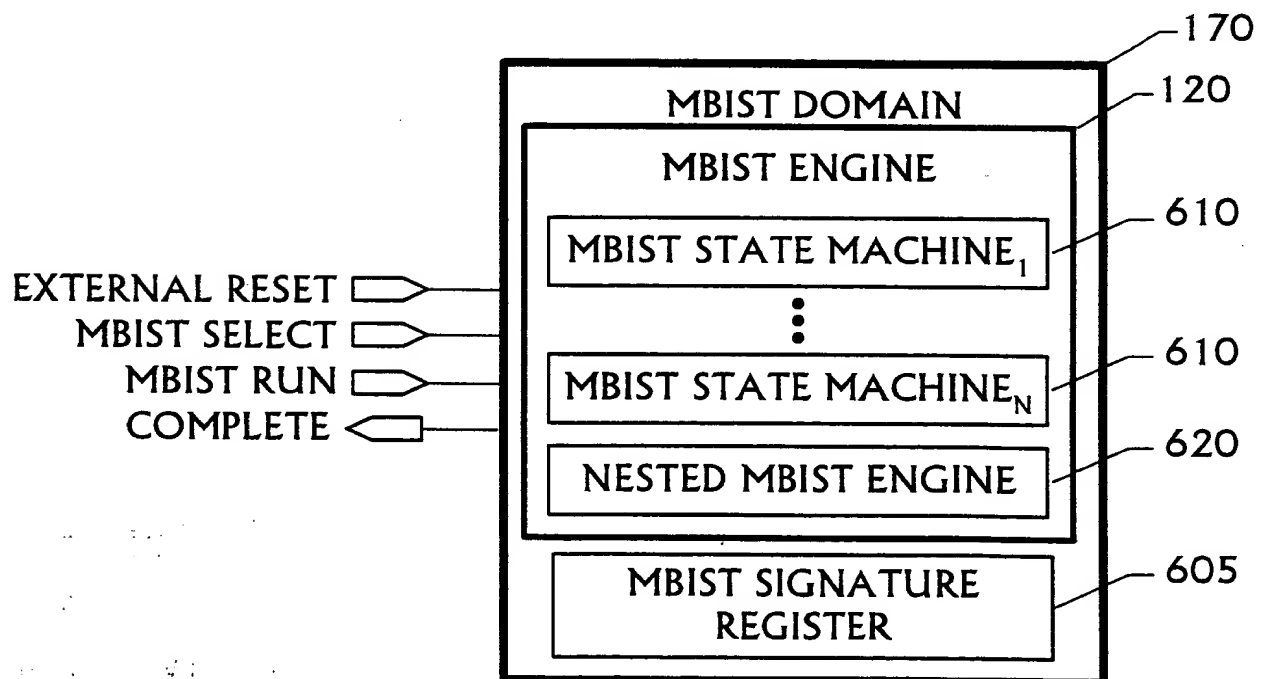 170
MBIST DOMAIN
120
MBIST ENGINE
610
MBIST STATE MACHINE1
EXTERNAL RESET
MBIST SELECT
MBIST RUN
610
MBIST STATE MACHINEN
COMPLETE
620
NESTED MBIST ENGINE
605
MBIST SIGNATURE
REGISTER